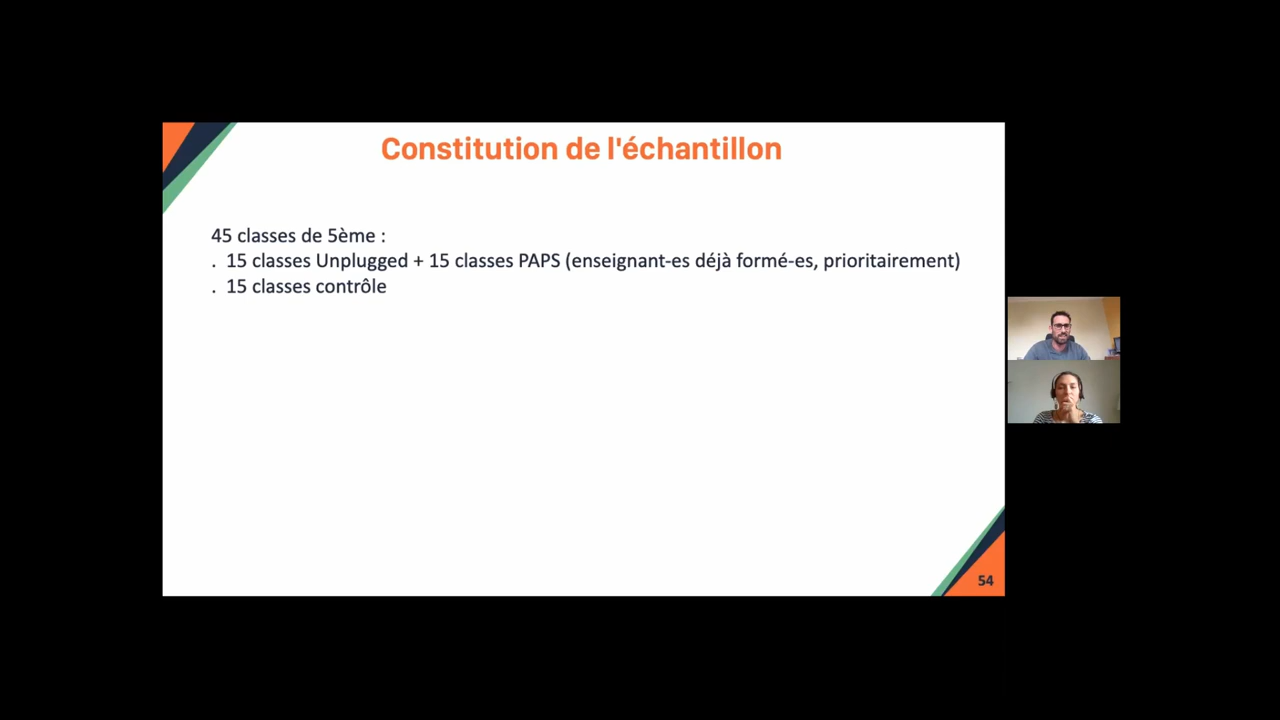 Constitution de l'échantillon
45 classes de 5ème :
. 15 classes Unplugged + 15 classes PAPS (enseignant-es déjà formé-es, prioritairement)
. 15 classes contrôle
54